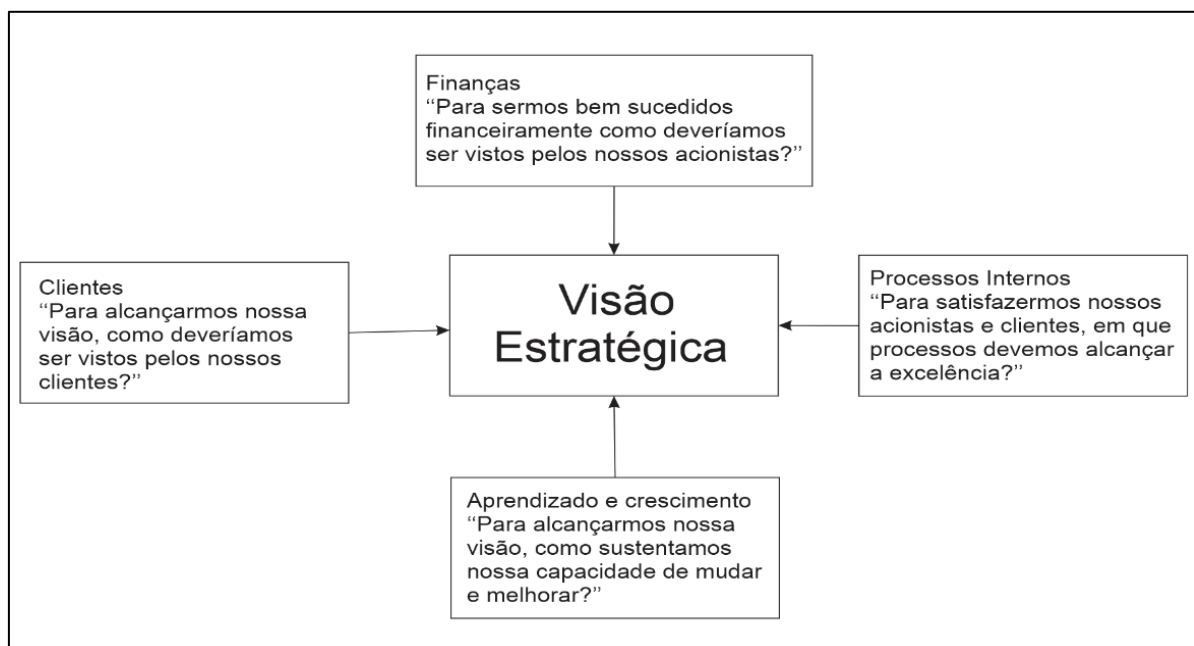 Finanças
“Para sermos bem sucedidos
financeiramente como deveríamos
ser vistos pelos nossos acionistas?”
Clientes
“Para alcançarmos nossa
visão, como deveríamos
ser vistos pelos nossos
clientes?”
Visão
Estratégica
Processos Internos
“Para satisfazermos nossos
acionistas e clientes, em que
processos devemos alcançar
a excelência?”
Aprendizado e crescimento
“Para alcançarmos nossa
visão, como sustentamos
nossa capacidade de mudar
e melhorar?”